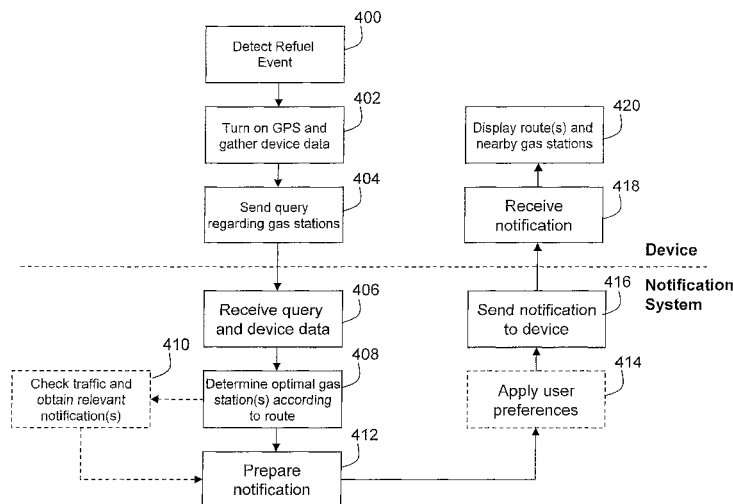 400
Detect Refuel
Event
402
Turn on GPS and
gather device data
404
Send query
regarding gas stations
420
Display route(s) and
nearby gas stations
418
Receive
notification
Device
Notification
System
406
Receive query
and device data
416
Send notification
to device
410
Check traffic and
obtain relevant
notification(s)
408
Determine optimal gas
station(s) according
to route
414
Apply user
preferences
412
Prepare
notification